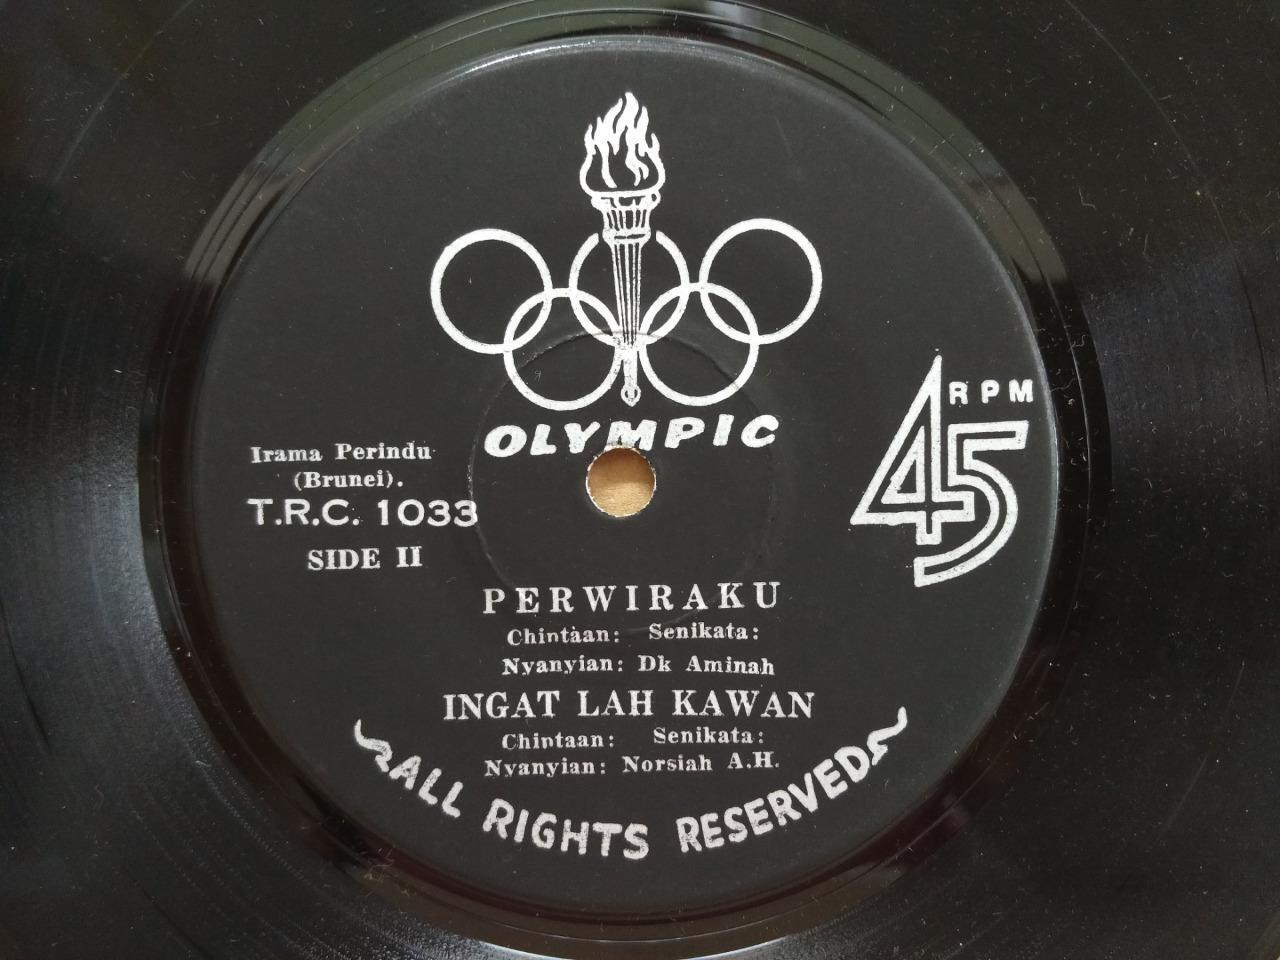 OLYMPIC
RPM
45
Irama Perindu
(Brunei).
T.R.C. 1033
SIDE II
PERWIRAKU
Chintaan: Senikata:
Nyanyian: Dk Aminah
INGAT LAH KAWAN
Chintaan: Senikata:
Nyanyian: Norsiah A.H.
ALL RIGHTS RESERVED